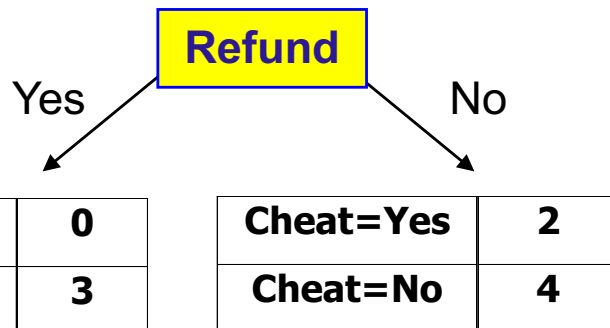 Refund
Yes No
0 Cheat=Yes 2
3 Cheat=No 4